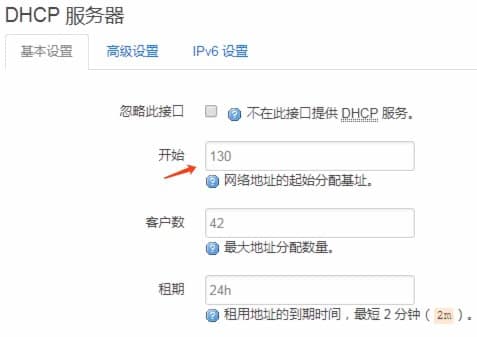 DHCP 服务器
基本设置 高级设置 IPv6 设置
忽略此接口 不在此接口提供 DHCP 服务。
开始 130
网络地址的起始分配基址。
客户数 42
最大地址分配数量。
租期 24h
租用地址的到期时间，最短 2 分钟（ 2m ）。